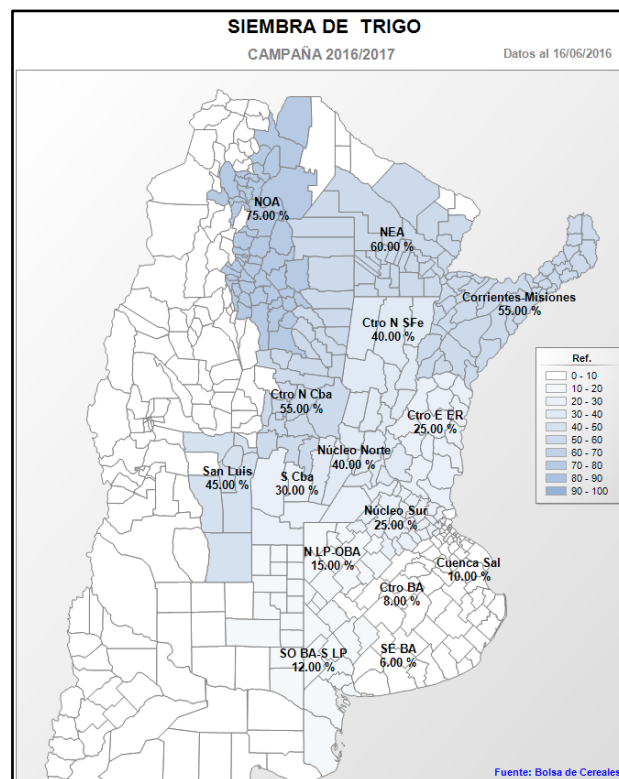 SIEMBRA DE TRIGO
CAMPAÑA 2016/2017
Datos al 16/06/2016
NOA
75.00 %
NEA
60.00 %
Corrientes-Misiones
55.00 %
Ctro N SFe
40.00 %
Ctro N Cba
55.00 %
Ctro E ER
25.00 %
Núcleo Norte
40.00 %
San Luis
45.00 %
S Cba
30.00 %
Núcleo Sur
25.00 %
N LP-OBA
15.00 %
Cuenca Sal
10.00 %
Ctro BA
8.00 %
SO BA-S LP
12.00 %
SE BA
6.00 %
Ref.
0 - 10
10 - 20
20 - 30
30 - 40
40 - 50
50 - 60
60 - 70
70 - 80
80 - 90
90 - 100
Fuente: Bolsa de Cereales